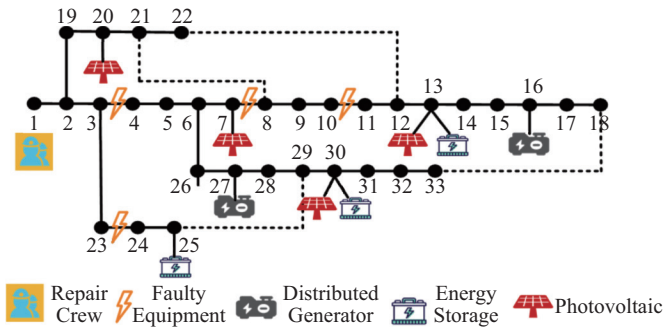 19 20 21 22
1 2 3 4 5 6 7 8 9 10 11 12 13 14 15 16 17 18
26 27 28 29 30 31 32 33
23 24 25
Repair Crew
Faulty Equipment
Distributed Generator
Energy Storage
Photovoltaic